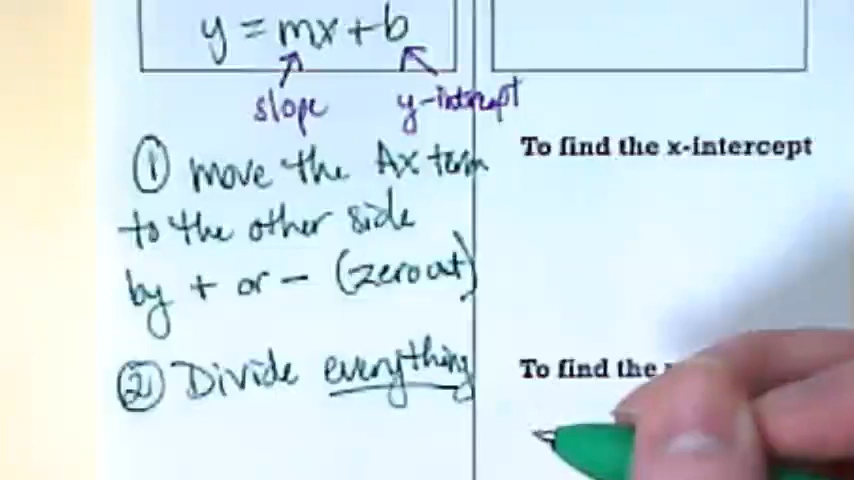 y = mx + b
slope
y-intercept
① move the Ax term
to the other side
by + or - (zero out)
② Divide everything
To find the x-intercept
To find the